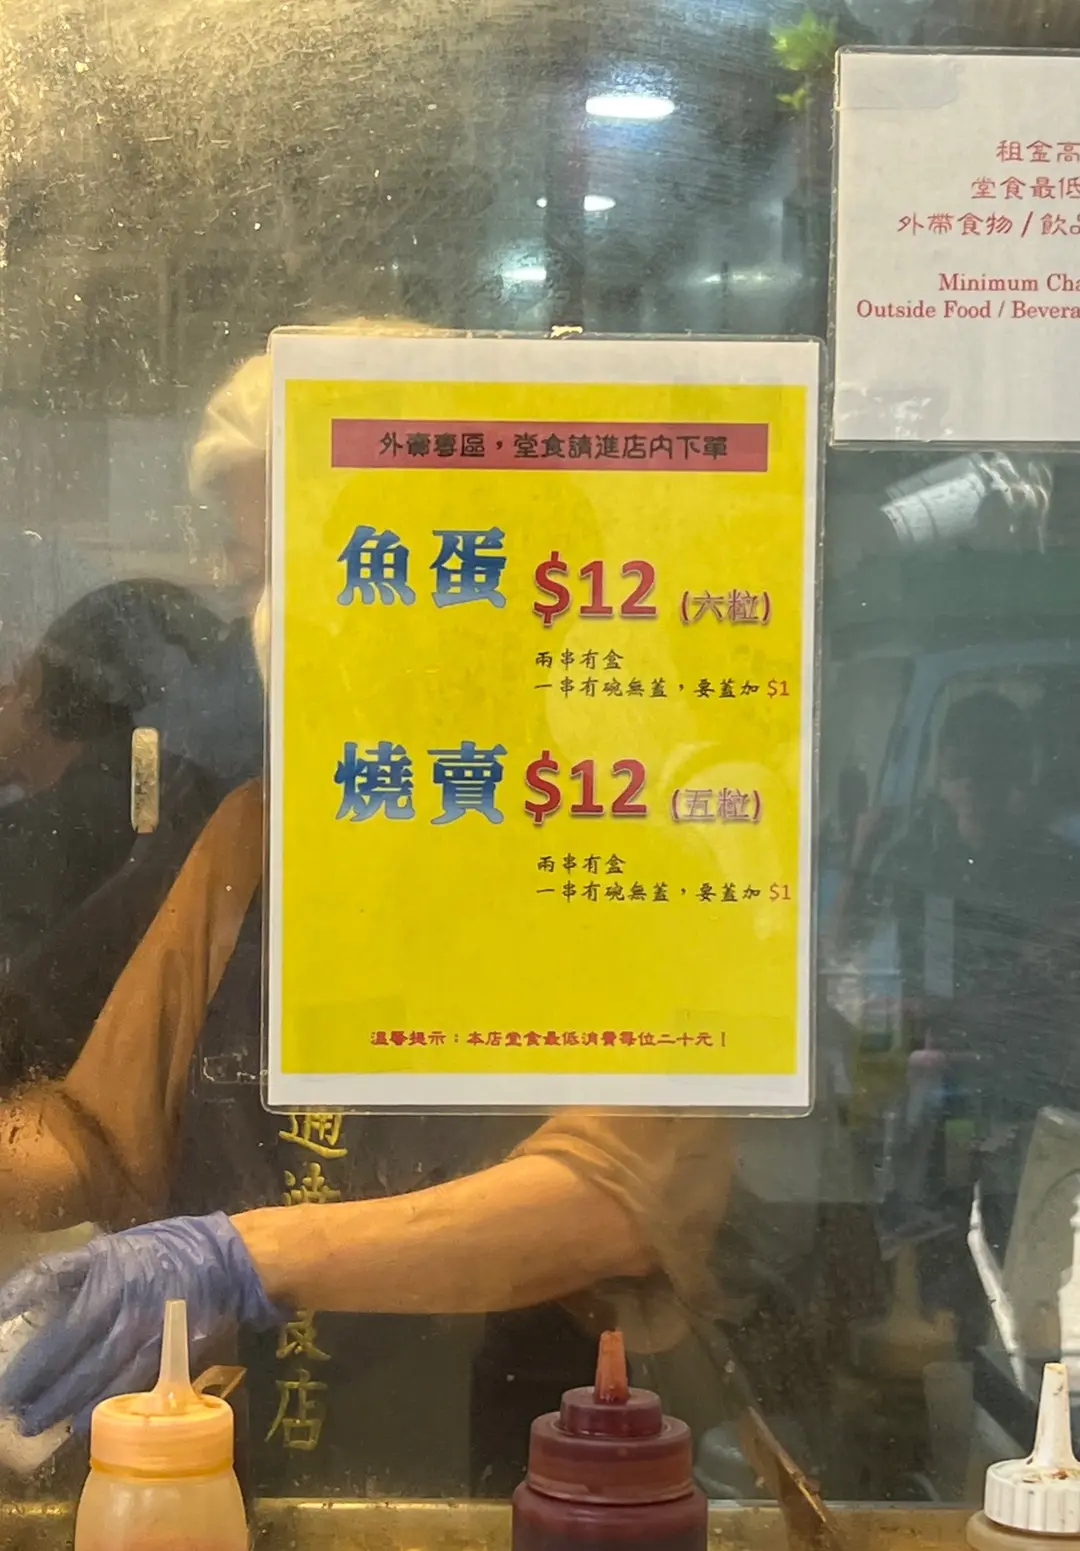 外賣專區，堂食請進店內下單
魚蛋 $12 (六粒)
兩串有盒
一串有碗無蓋，要蓋加 $1
燒賣 $12 (五粒)
兩串有盒
一串有碗無蓋，要蓋加 $1
溫馨提示：本店堂食最低消費每位二十元！
租金高
堂食最低
外帶食物 / 飲品
Minimum Cha
Outside Food / Bevera
通
店